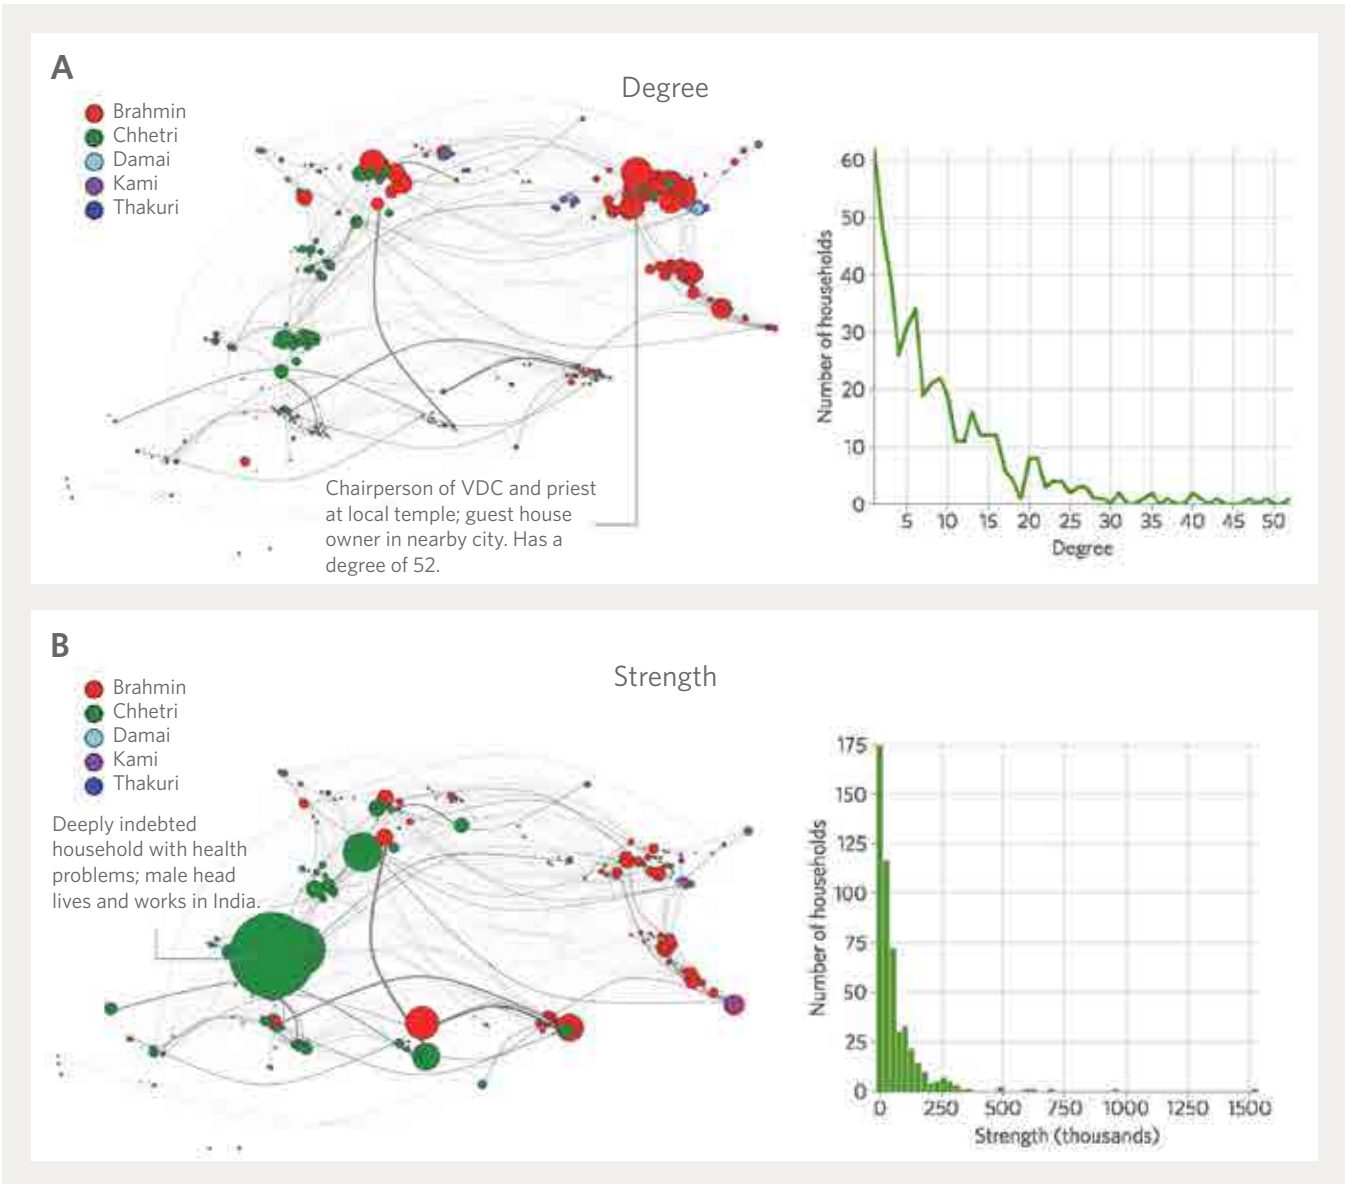 A
Degree
Brahmin
Chhetri
Damai
Kami
Thakuri
Chairperson of VDC and priest
at local temple; guest house
owner in nearby city. Has a
degree of 52.
Number of households
60
50
40
30
20
10
0
5 10 15 20 25 30 35 40 45 50
Degree
B
Strength
Brahmin
Chhetri
Damai
Kami
Thakuri
Deeply indebted
household with health
problems; male head
lives and works in India.
Number of households
175
150
125
100
75
50
25
0
0 250 500 750 1000 1250 1500
Strength (thousands)